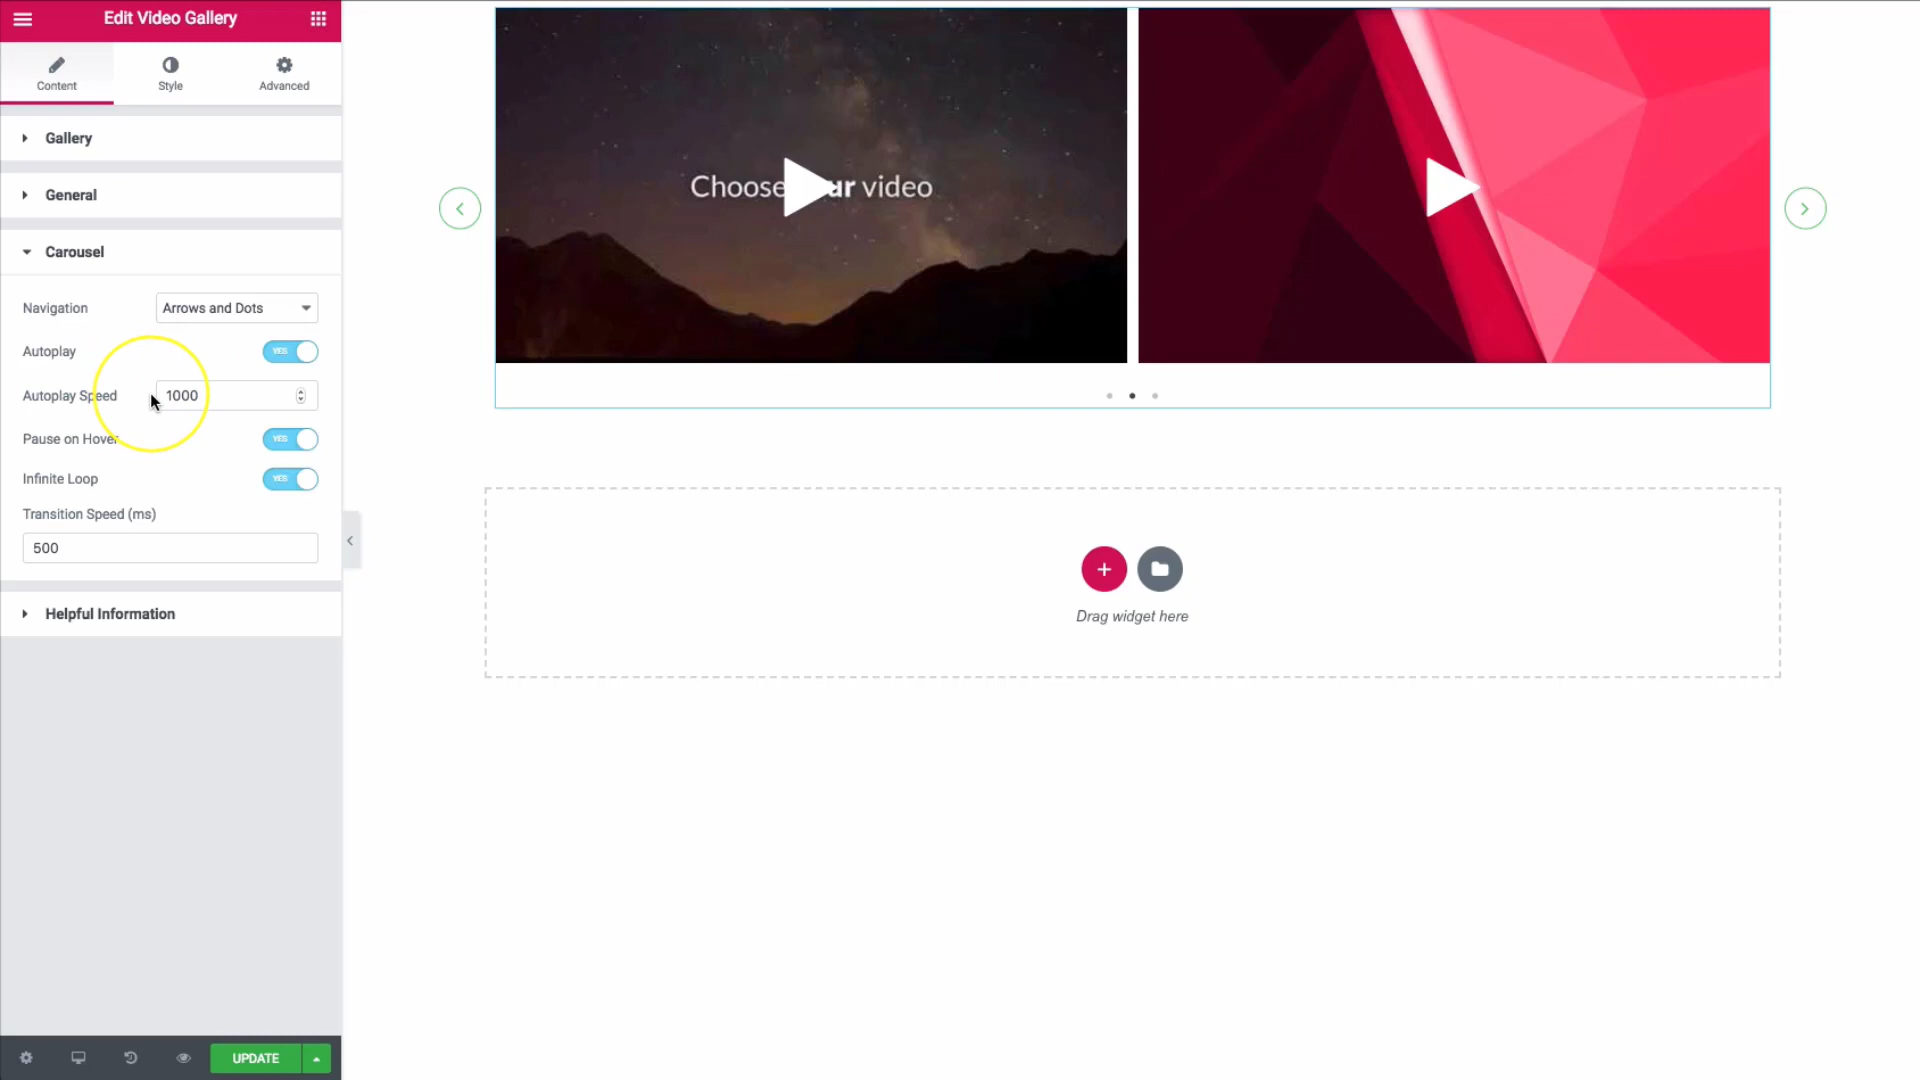 Edit Video Gallery
Content
Style
Advanced
Gallery
General
Carousel
Navigation
Arrows and Dots
Autoplay
YES
Autoplay Speed
1000
Pause on Hover
YES
Infinite Loop
YES
Transition Speed (ms)
500
Helpful Information
UPDATE
Choose ur video
Drag widget here